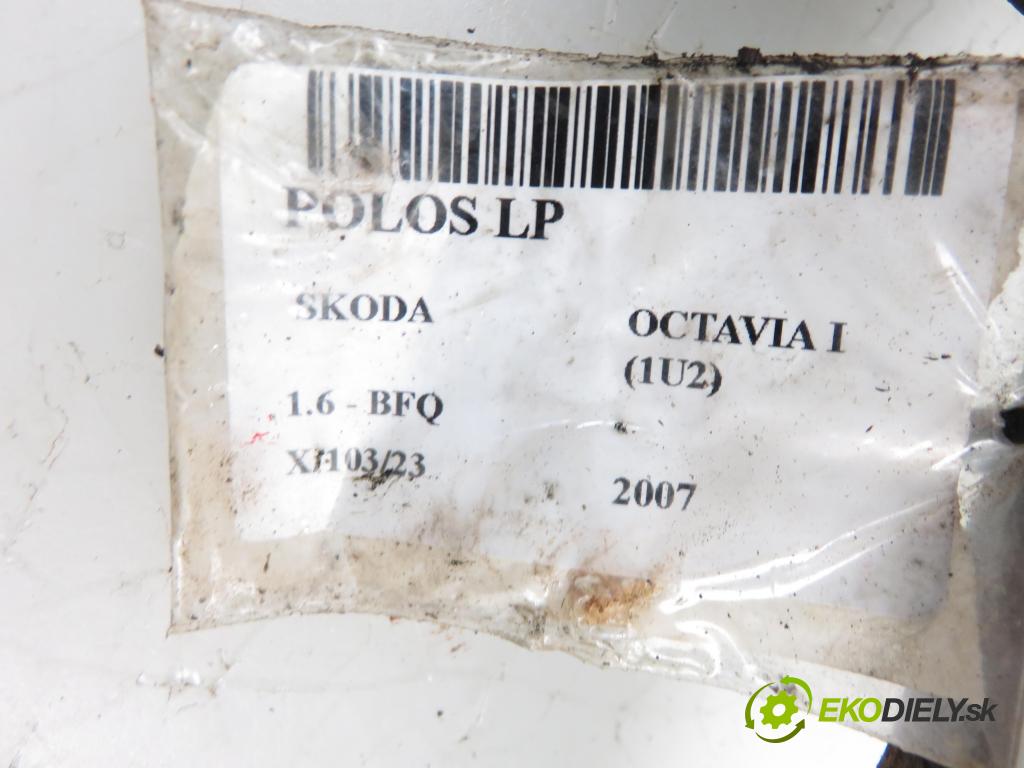 POLOS LP
SKODA
OCTAVIA I
(1U2)
1.6 - BFQ
2007
EKODIELY.sk